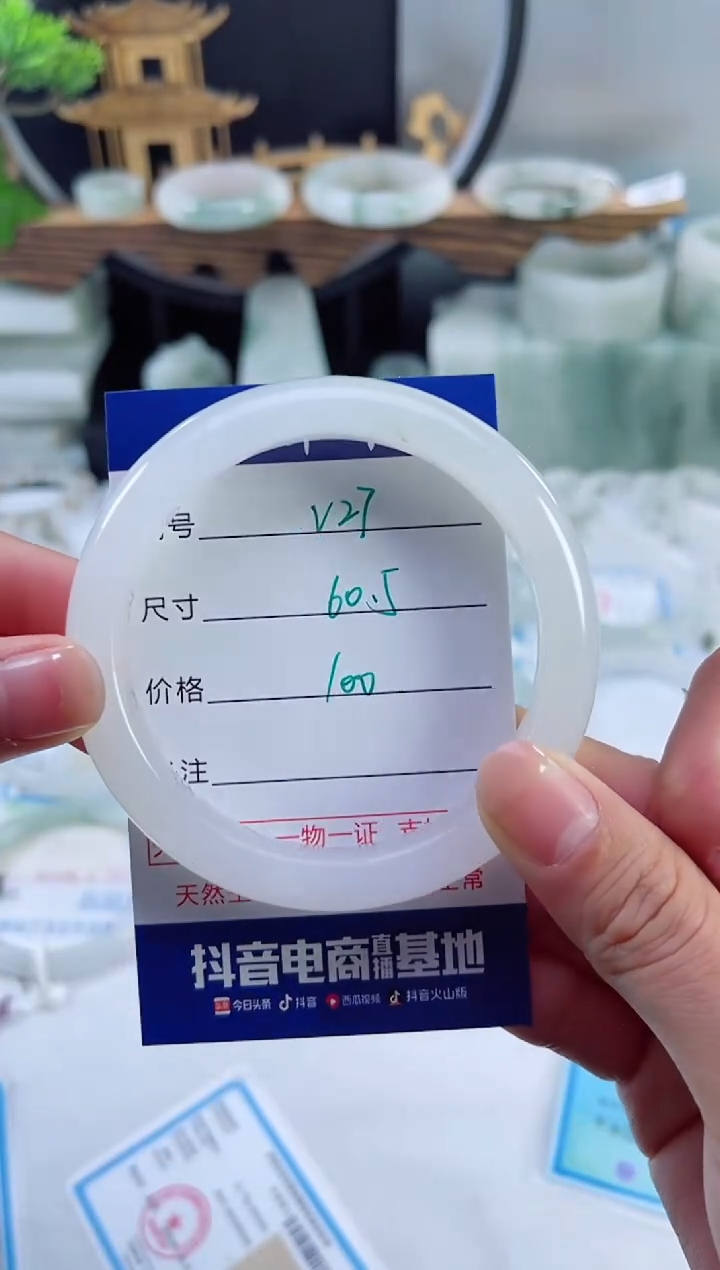 号 V27
尺寸 60.5
价格 100
注
一物一证
天然
抖音电商直播基地
今日头条 抖音 西瓜视频 抖音火山版